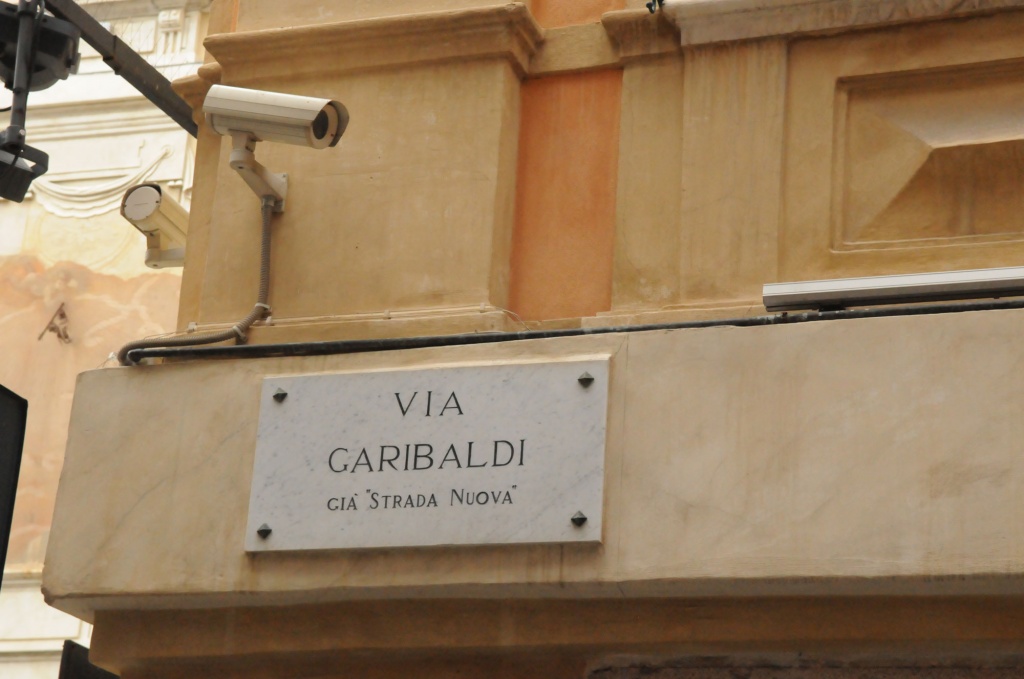 VIA
GARIBALDI
GIÀ "STRADA NUOVA"